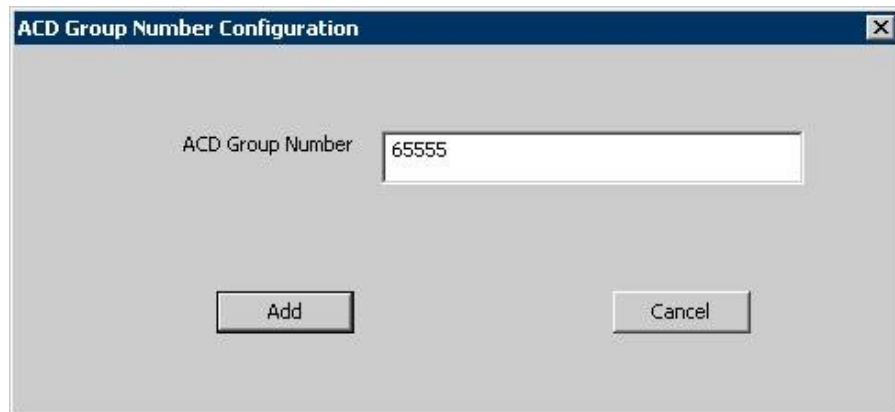 ACD Group Number Configuration
ACD Group Number 65555
Add Cancel